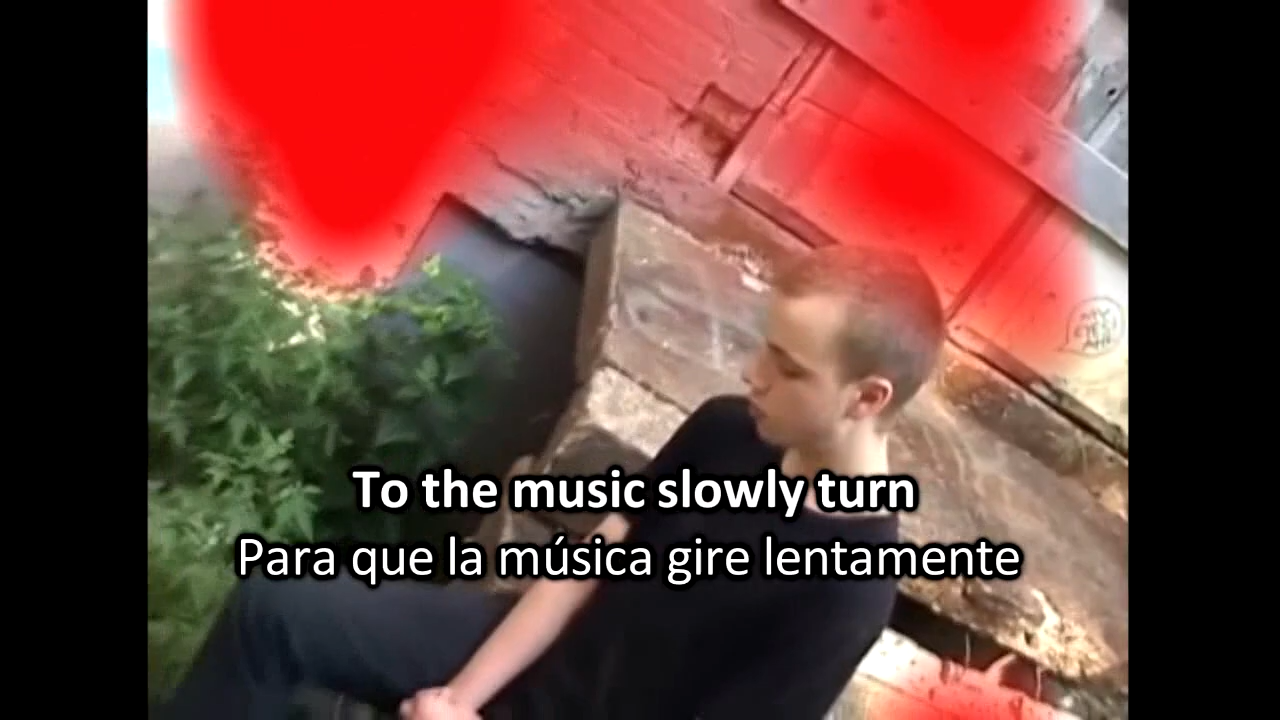 To the music slowly turn
Para que la música gire lentamente